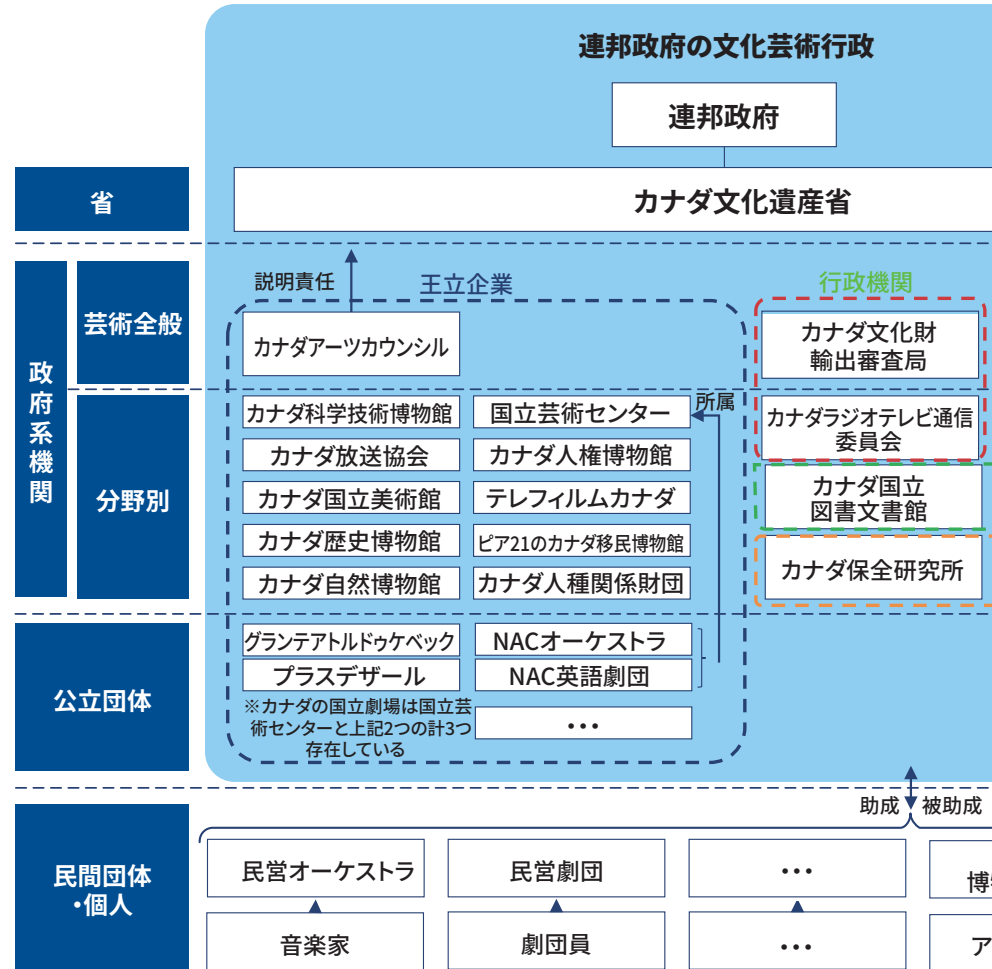 連邦政府の文化芸術行政
連邦政府
省
カナダ文化遺産省
説明責任
王立企業
行政機関
政府系機関
芸術全般
カナダアーツカウンシル
カナダ文化財
輸出審査局
分野別
カナダ科学技術博物館
国立芸術センター
所属
カナダラジオテレビ通信
委員会
カナダ放送協会
カナダ人権博物館
カナダ国立美術館
テレフィルムカナダ
カナダ国立
図書文書館
カナダ歴史博物館
ピア21のカナダ移民博物館
カナダ自然博物館
カナダ人種関係財団
カナダ保全研究所
公立団体
グランテアトルドゥケベック
NACオーケストラ
プラスデザール
NAC英語劇団
※カナダの国立劇場は国立芸
術センターと上記2つの計3つ
存在している
•••
助成
被助成
民間団体
・個人
民営オーケストラ
民営劇団
•••
博
音楽家
劇団員
•••
ア